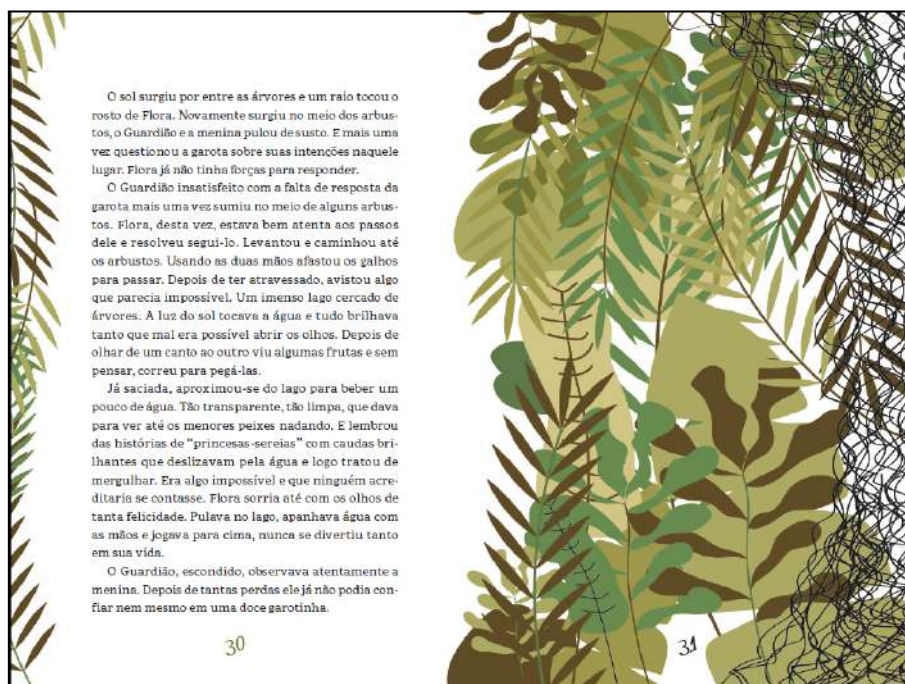 O sol surgiu por entre as árvores e um raio tocou o
rosto de Flora. Novamente surgiu no meio dos arbus-
tos, o Guardião e a menina pulou de susto. E mais uma
vez questionou a garota sobre suas intenções naquele
lugar. Flora já não tinha forças para responder.
O Guardião insatisfeito com a falta de resposta da
garota mais uma vez sumiu no meio de alguns arbus-
tos. Flora, desta vez, estava bem atenta aos passos
dele e resolveu segui-lo. Levantou e caminhou até
os arbustos. Usando as duas mãos afastou os galhos
para passar. Depois de ter atravessado, avistou algo
que parecia impossível. Um imenso lago cercado de
árvores. A luz do sol tocava a água e tudo brilhava
tanto que mal era possível abrir os olhos. Depois de
olhar de um canto ao outro viu algumas frutas e sem
pensar, correu para pegá-las.
Já saciada, aproximou-se do lago para beber um
pouco de água. Tão transparente, tão limpa, que dava
para ver até os menores peixes nadando. E lembrou
das histórias de “princesas-sereias” com caudas bri-
lhantes que deslizavam pela água e logo tratou de
mergulhar. Era algo impossível e que ninguém acre-
ditaria se contasse. Flora sorria até com os olhos de
tanta felicidade. Pulava no lago, apanhava água com
as mãos e jogava para cima, nunca se divertiu tanto
em sua vida.
O Guardião, escondido, observava atentamente a
menina. Depois de tantas perdas ele já não podia con-
fiar nem mesmo em uma doce garotinha.
30
31